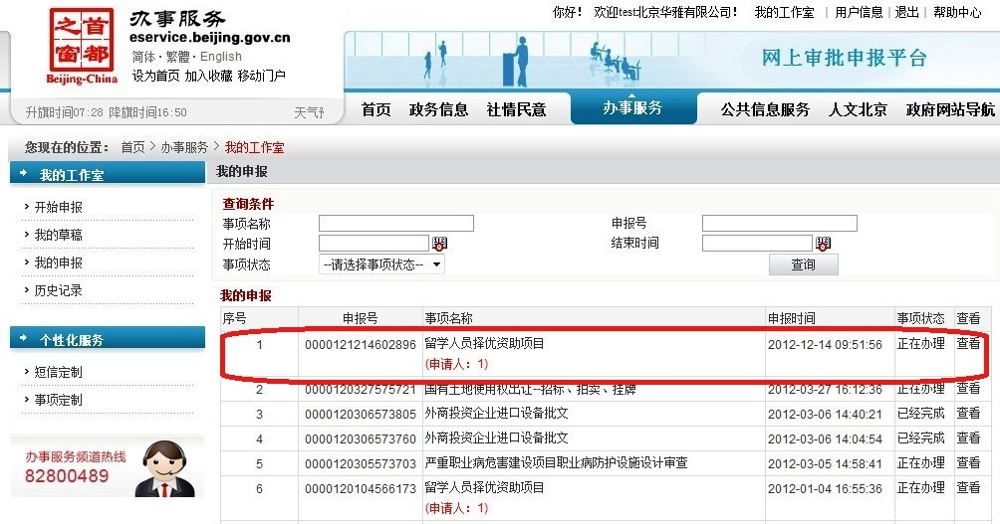 首都之窗
Beijing-China
办事服务
eservice.beijing.gov.cn
简体·繁體·English
设为首页 加入收藏 移动门户
你好！ 欢迎test北京华雅有限公司！ 我的工作室 | 用户信息 | 退出 | 帮助中心
网上审批申报平台
升旗时间07:28 降旗时间16:50 天气预
首页 政务信息 社情民意 办事服务 公共信息服务 人文北京 政府网站导航
您现在的位置： 首页 > 办事服务 > 我的工作室
我的工作室
开始申报
我的草稿
我的申报
历史记录
个性化服务
短信定制
事项定制
办事服务频道热线
82800489
我的申报
查询条件
事项名称 申报号
开始时间 结束时间
事项状态 --请选择事项状态-- 查询
我的申报
序号 申报号 事项名称 申报时间 事项状态 查看
1 0000121214602896 留学人员择优资助项目 2012-12-14 09:51:56 正在办理 查看
(申请人：1)
2 0000120327575721 国有土地使用权出让--招标、拍卖、挂牌 2012-03-27 16:12:36 正在办理 查看
3 0000120306573805 外商投资企业进口设备批文 2012-03-06 14:40:21 已经完成 查看
4 0000120306573760 外商投资企业进口设备批文 2012-03-06 14:04:54 已经完成 查看
5 0000120305573703 严重职业病危害建设项目职业病防护设施设计审查 2012-03-05 14:58:41 正在办理 查看
6 0000120104566173 留学人员择优资助项目 2012-01-04 16:55:36 正在办理 查看
(申请人：1)